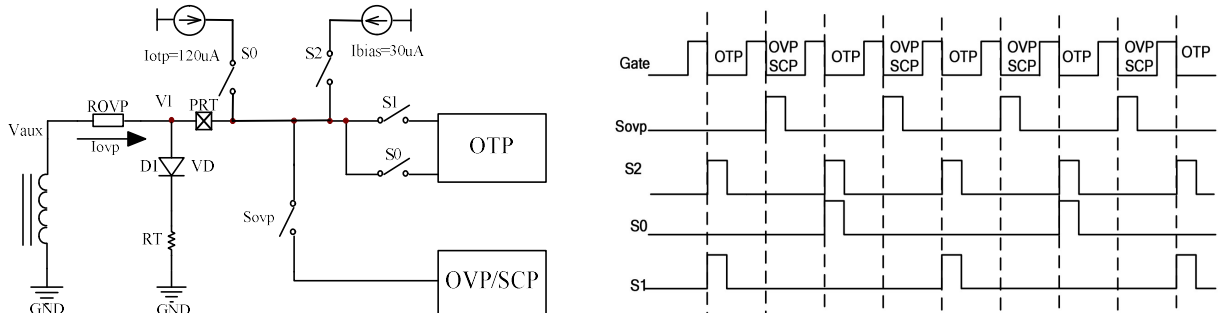 Iotp=120uA
S0
S2
Ibias=30uA
ROVP
V1
PRT
S1
Vaux
Iovp
S0
OTP
D1
VD
Sovp
RT
OVP/SCP
GND
GND
Gate
OTP
OVP
SCP
OTP
OVP
SCP
OTP
OVP
SCP
OTP
OVP
SCP
OTP
Sovp
S2
S0
S1